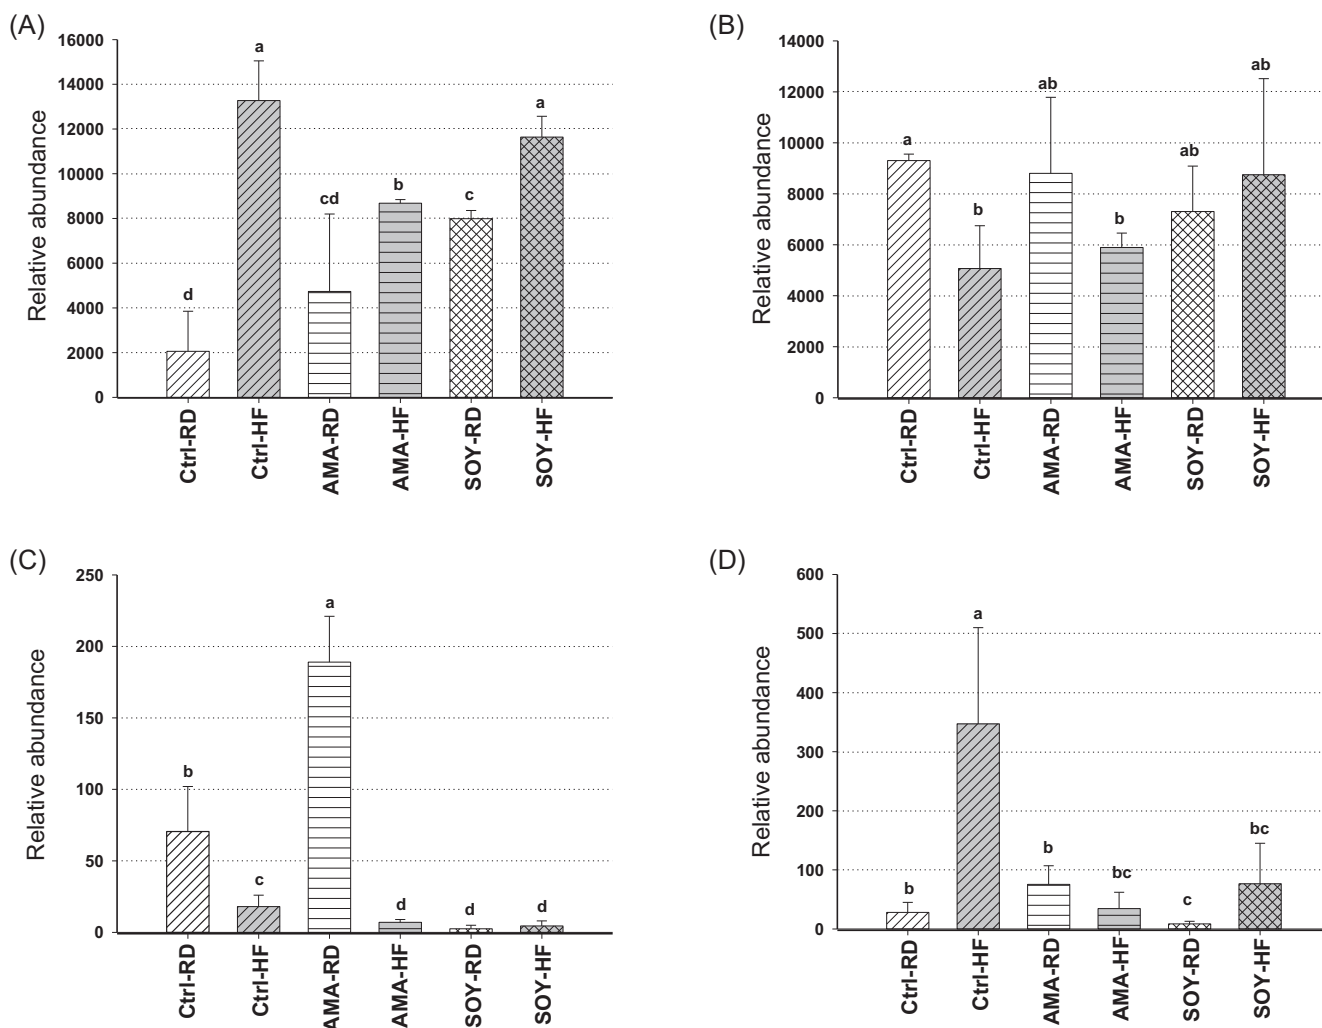 (A)
Relative abundance
16000
14000
12000
10000
8000
6000
4000
2000
0
d
a
cd
b
c
a
Ctrl-RD
Ctrl-HF
AMA-RD
AMA-HF
SOY-RD
SOY-HF
(B)
Relative abundance
14000
12000
10000
8000
6000
4000
2000
0
a
b
ab
b
ab
ab
Ctrl-RD
Ctrl-HF
AMA-RD
AMA-HF
SOY-RD
SOY-HF
(C)
Relative abundance
250
200
150
100
50
0
b
c
a
d
d
d
Ctrl-RD
Ctrl-HF
AMA-RD
AMA-HF
SOY-RD
SOY-HF
(D)
Relative abundance
600
500
400
300
200
100
0
b
a
b
bc
c
bc
Ctrl-RD
Ctrl-HF
AMA-RD
AMA-HF
SOY-RD
SOY-HF